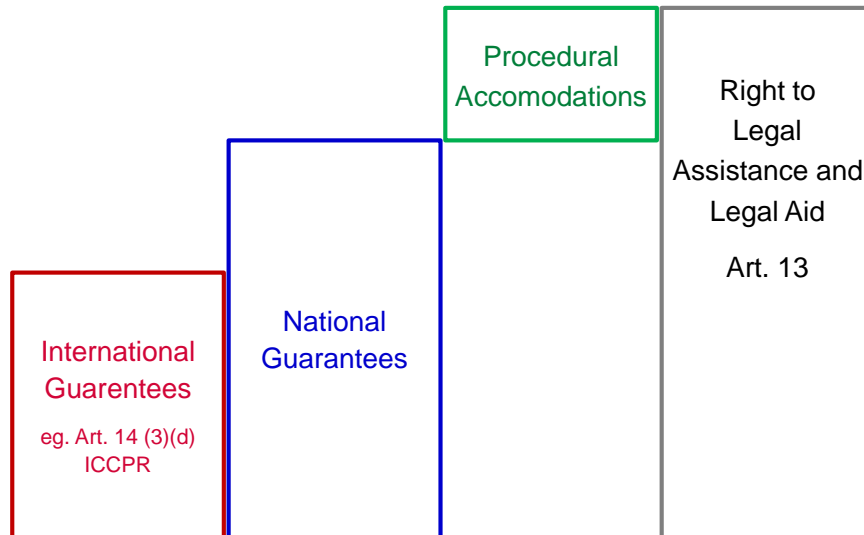 International
Guarentees
eg. Art. 14 (3)(d)
ICCPR
National
Guarantees
Procedural
Accomodations
Right to
Legal
Assistance and
Legal Aid
Art. 13